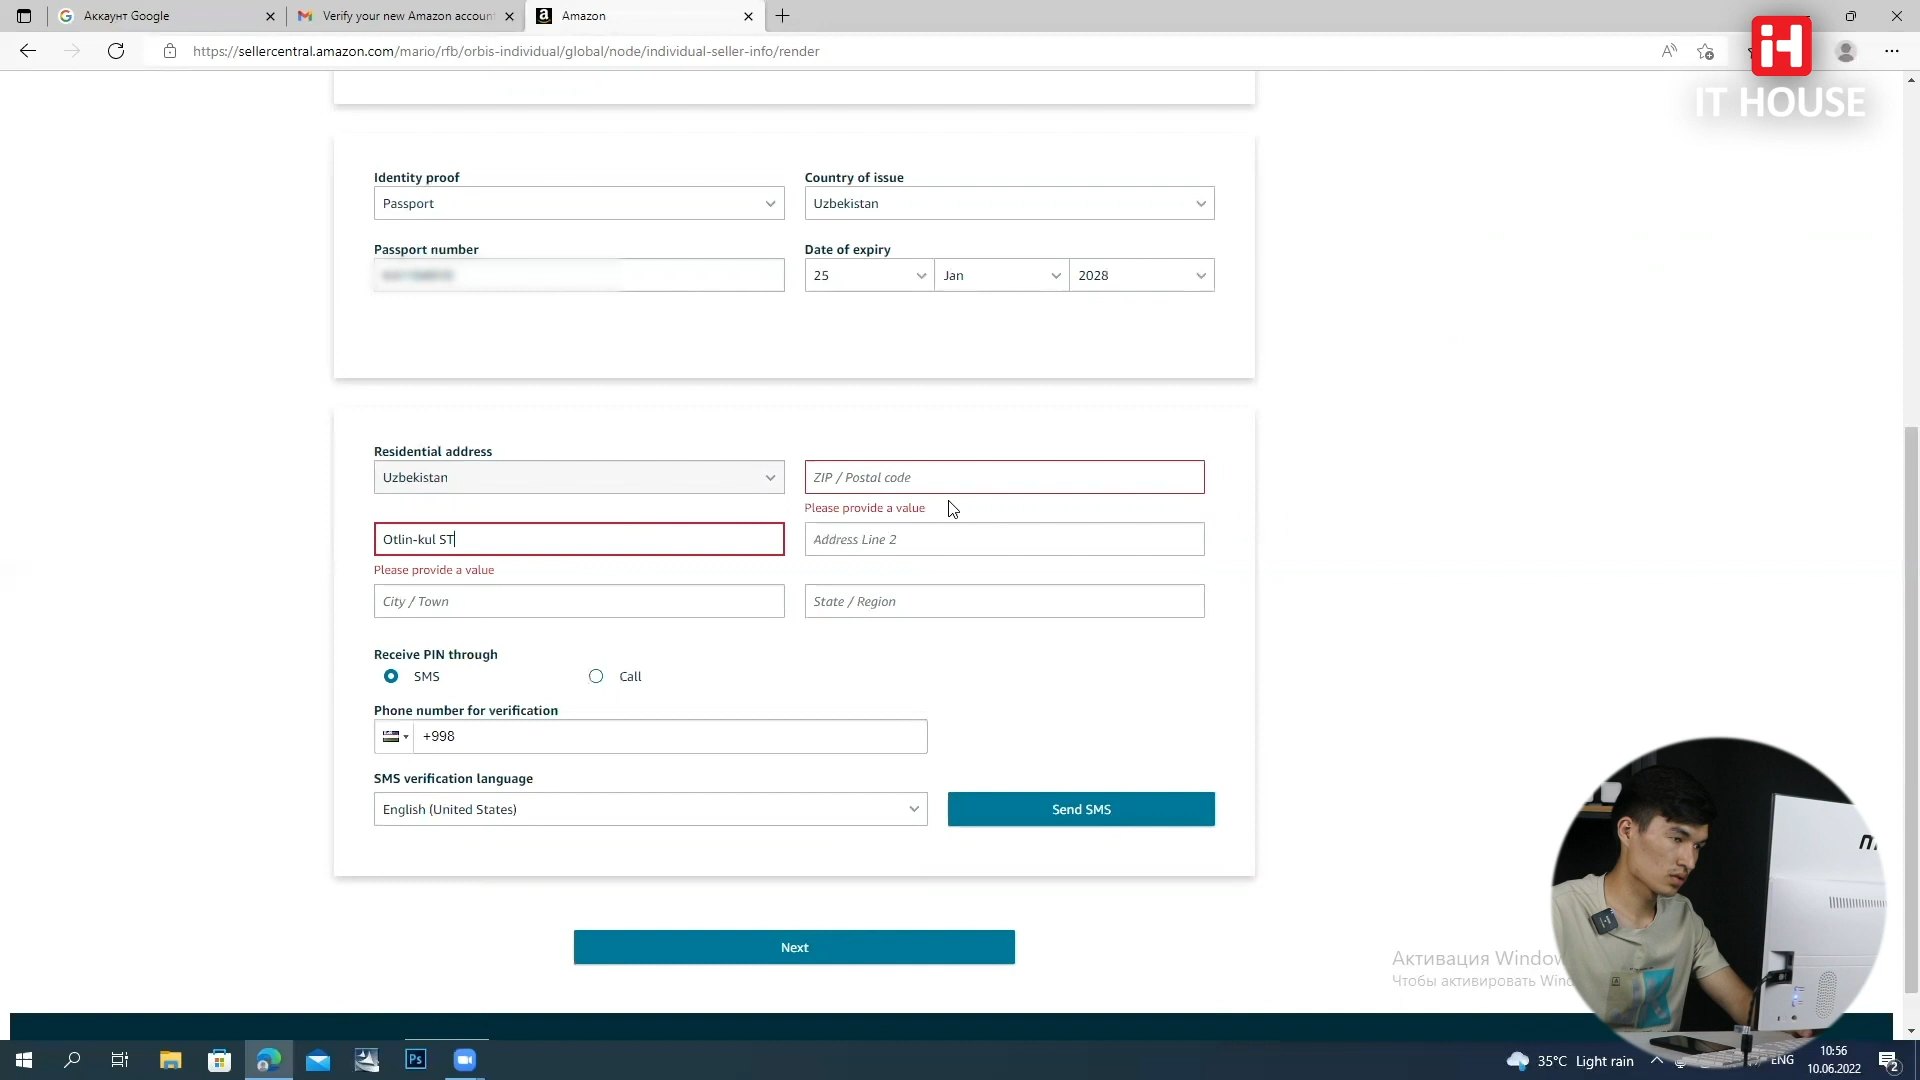 Аккаунт Google
Verify your new Amazon account
Amazon
https://sellercentral.amazon.com/mario/rfb/orbis-individual/global/node/individual-seller-info/render
IT HOUSE
Identity proof
Country of issue
Passport
Uzbekistan
Passport number
Date of expiry
25
Jan
2028
Residential address
Uzbekistan
ZIP / Postal code
Please provide a value
Otlin-kul ST
Address Line 2
Please provide a value
City / Town
State / Region
Receive PIN through
SMS
Call
Phone number for verification
+998
SMS verification language
English (United States)
Send SMS
Next
Активация Window
Чтобы активировать Wind
Ps
35°C Light rain
ENG
10:56
10.06.2022
2